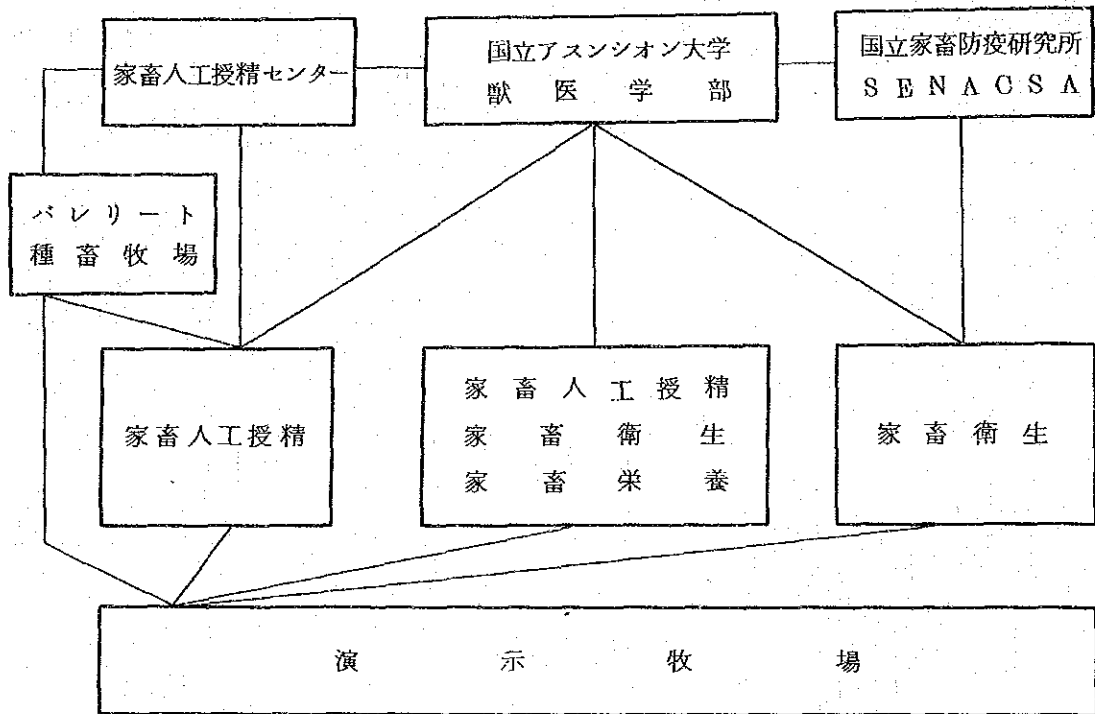 家畜人工授精センター
国立アスンシオン大学
獣医学部
国立家畜防疫研究所
SENACSA
バレリート
種畜牧場
家畜人工授精
家畜人工授精
家畜衛生
家畜栄養
家畜衛生
演示牧場